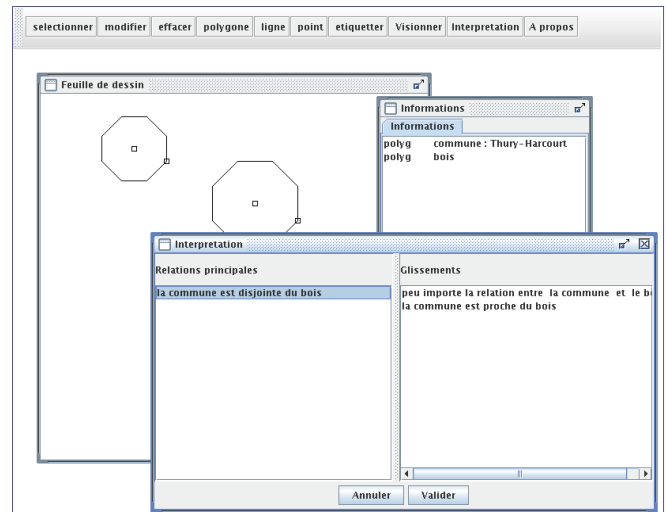 selectionner modifier effacer polygone ligne point etiquetter Visionner Interpretation A propos
Feuille de dessin
Informations
Informations
polyg commune : Thury-Harcourt
polyg bois
Interpretation
Relations principales
la commune est disjointe du bois
Glissements
peu importe la relation entre la commune et le
la commune est proche du bois
Annuler Valider